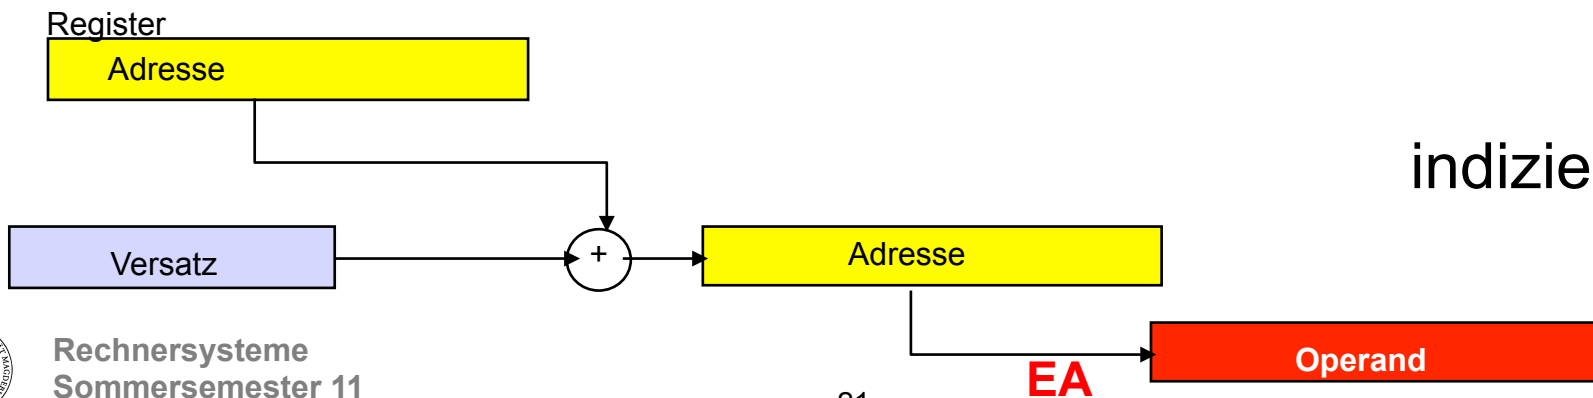 Register
Adresse
indizie
Versatz
+
Adresse
Rechnersysteme
Sommersemester 11
EA
Operand